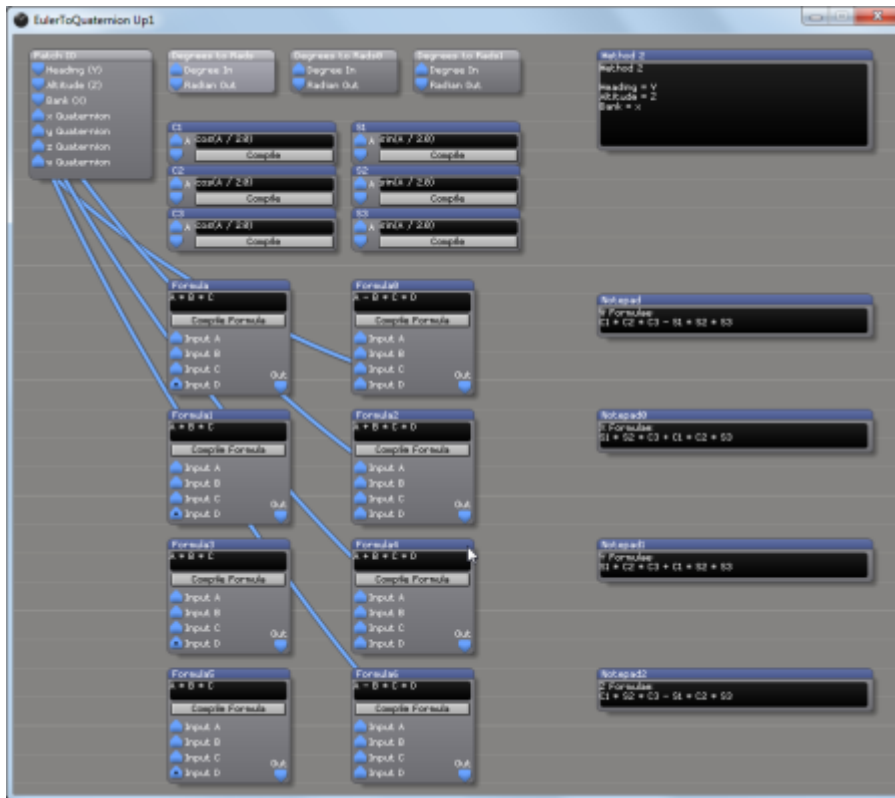 EulerToQuaternion Up1
Patch IO
Heading (Y)
Altitude (Z)
Bank (X)
x Quaternion
y Quaternion
z Quaternion
w Quaternion
Degrees to Rads
Degree In
Radian Out
Degrees to Rads0
Degree In
Radian Out
Degrees to Rads1
Degree In
Radian Out
Method 2
Method 2
Heading = Y
Altitude = Z
Bank = x
C1
A cos(A / 2.0)
Compile
S1
A sin(A / 2.0)
Compile
C2
A cos(A / 2.0)
Compile
S2
A sin(A / 2.0)
Compile
C3
A cos(A / 2.0)
Compile
S3
A sin(A / 2.0)
Compile
Formula
A * B * C
Compile Formula
Input A
Input B
Input C
Input D
Out
Formula0
A - B * C * D
Compile Formula
Input A
Input B
Input C
Input D
Out
Notepad
W Formulae:
C1 * C2 * C3 - S1 * S2 * S3
Formula1
A * B * C
Compile Formula
Input A
Input B
Input C
Input D
Out
Formula2
A + B * C * D
Compile Formula
Input A
Input B
Input C
Input D
Out
Notepad0
X Formulae:
S1 * S2 * C3 + C1 * C2 * S3
Formula3
A * B * C
Compile Formula
Input A
Input B
Input C
Input D
Out
Formula4
A + B * C * D
Compile Formula
Input A
Input B
Input C
Input D
Out
Notepad1
Y Formulae:
S1 * C2 * C3 + C1 * S2 * S3
Formula5
A * B * C
Compile Formula
Input A
Input B
Input C
Input D
Out
Formula6
A - B * C * D
Compile Formula
Input A
Input B
Input C
Input D
Out
Notepad2
Z Formulae:
C1 * S2 * C3 - S1 * C2 * S3